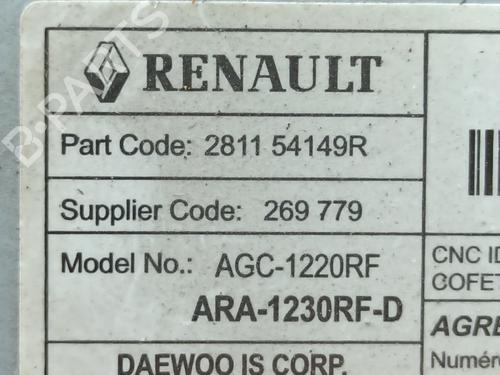 RENAULT
Part Code: 2811 54149R
Supplier Code: 269 779
Model No.: AGC-1220RF
ARA-1230RF-D
DAEWOO IS CORP.
CNC ID
COFET
AGRE
Numéro
B-PARTS